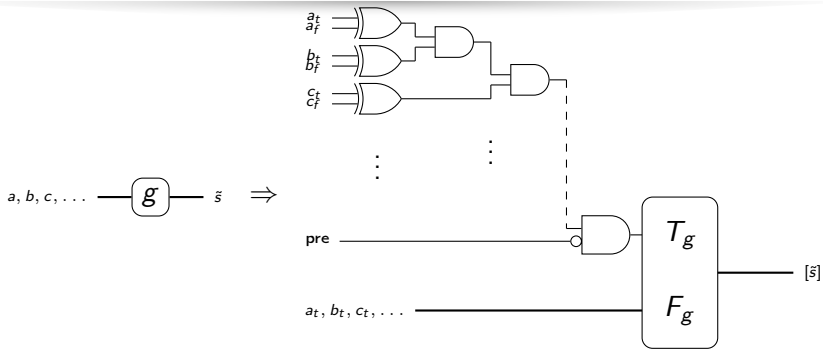 a_t
a_f
b_t
b_f
c_t
c_f
⋮
⋮
a, b, c, . . .
g
s̃
⇒
pre
T_g
F_g
[s̃]
a_t, b_t, c_t, . . .